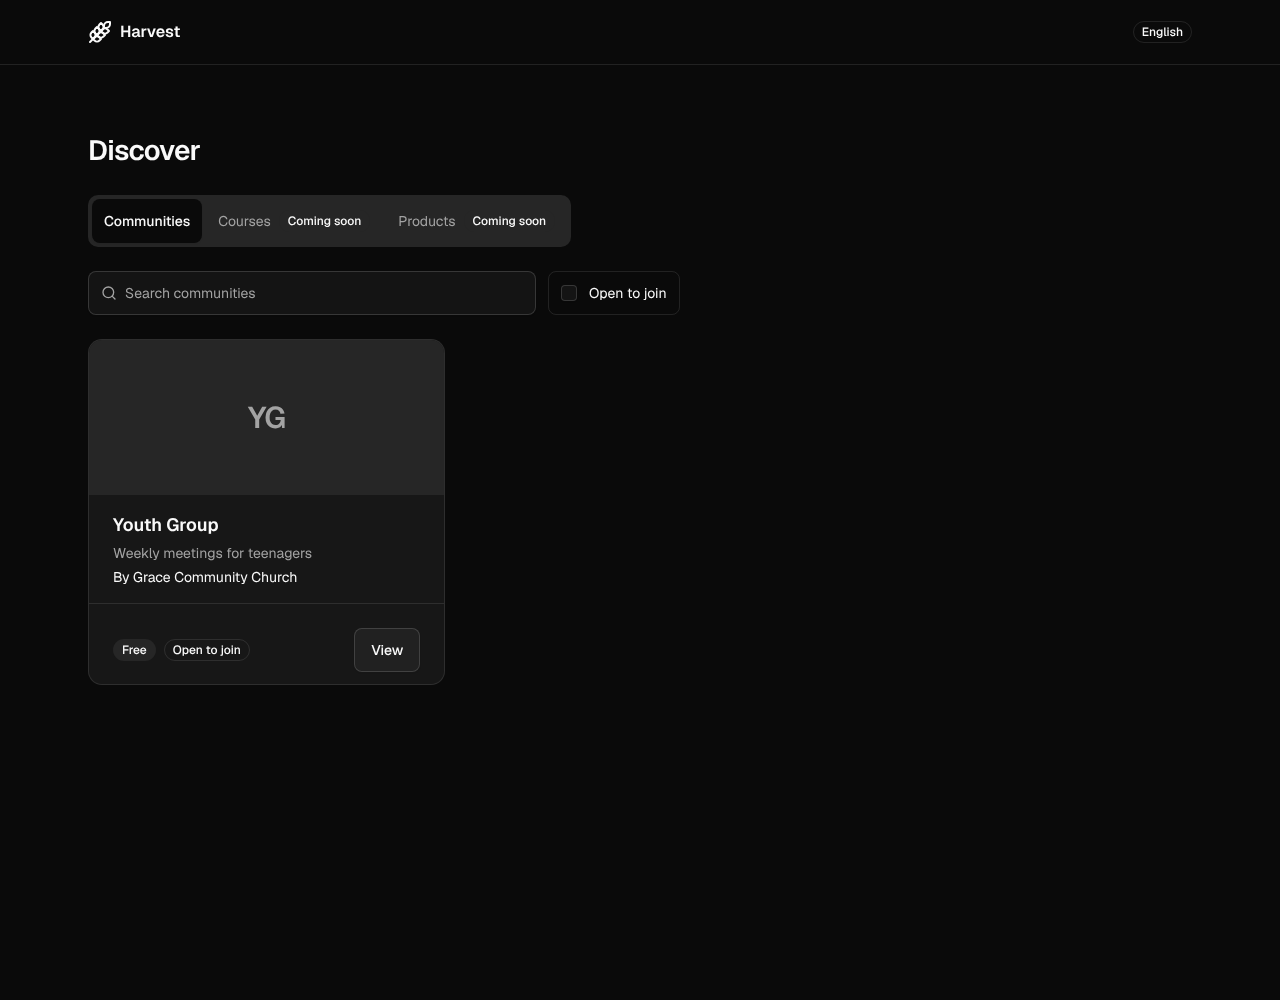 Harvest
English
Discover
Communities
Courses
Coming soon
Products
Coming soon
Search communities
Open to join
YG
Youth Group
Weekly meetings for teenagers
By Grace Community Church
Free
Open to join
View